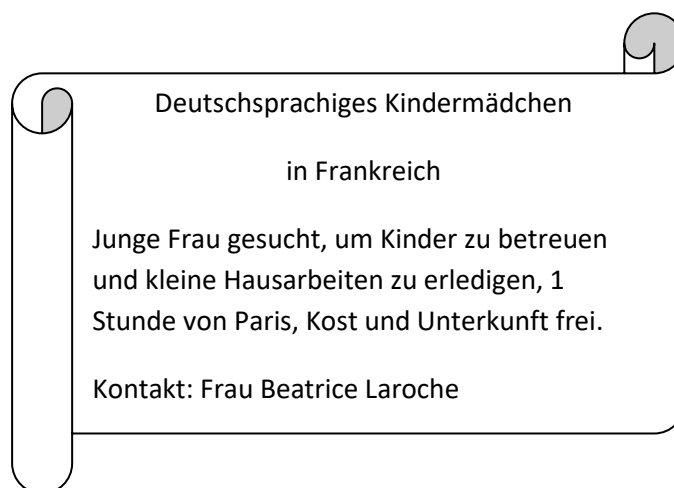 Deutschsprachiges Kindermädchen
in Frankreich
Junge Frau gesucht, um Kinder zu betreuen
und kleine Hausarbeiten zu erledigen, 1
Stunde von Paris, Kost und Unterkunft frei.
Kontakt: Frau Beatrice Laroche